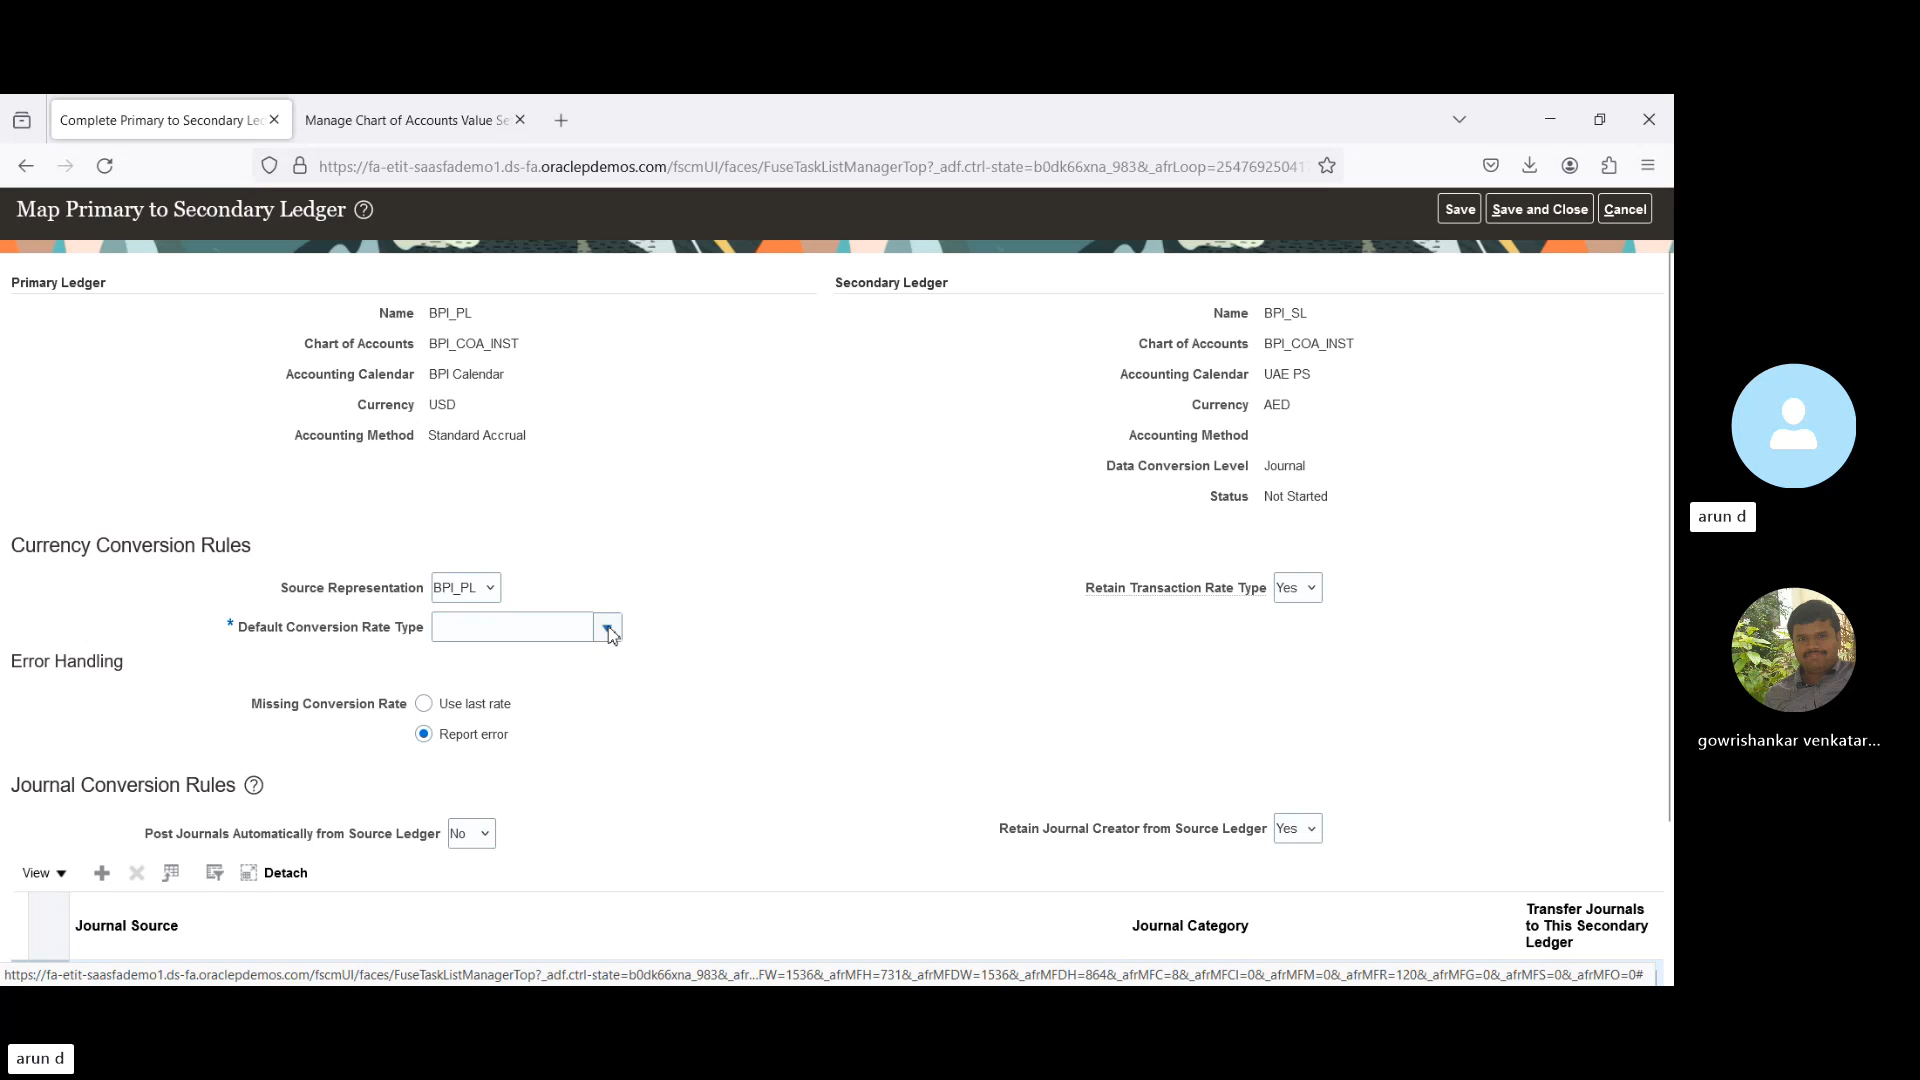 Complete Primary to Secondary Lec
Manage Chart of Accounts Value Se
https://fa-etit-saasfademo1.ds-fa.oraclepdemos.com/fscmUI/faces/FuseTaskListManagerTop?_adf.ctrl-state=b0dk66xna_983&_afrLoop=2547692504
Map Primary to Secondary Ledger ?
Save
Save and Close
Cancel
Primary Ledger
Name BPI_PL
Chart of Accounts BPI_COA_INST
Accounting Calendar BPI Calendar
Currency USD
Accounting Method Standard Accrual
Secondary Ledger
Name BPI_SL
Chart of Accounts BPI_COA_INST
Accounting Calendar UAE PS
Currency AED
Accounting Method
Data Conversion Level Journal
Status Not Started
Currency Conversion Rules
Source Representation BPI_PL
Retain Transaction Rate Type Yes
* Default Conversion Rate Type
Error Handling
Missing Conversion Rate Use last rate
Report error
Journal Conversion Rules ?
Post Journals Automatically from Source Ledger No
Retain Journal Creator from Source Ledger Yes
View
Detach
Journal Source
Journal Category
Transfer Journals
to This Secondary
Ledger
https://fa-etit-saasfademo1.ds-fa.oraclepdemos.com/fscmUI/faces/FuseTaskListManagerTop?_adf.ctrl-state=b0dk66xna_983&_afr...FW=1536&_afrMFH=731&_afrMFDW=1536&_afrMFDH=864&_afrMFC=8&_afrMFCI=0&_afrMFM=0&_afrMFR=120&_afrMFG=0&_afrMFS=0&_afrMFO=0#
arun d
gowrishankar venkatar...
arun d